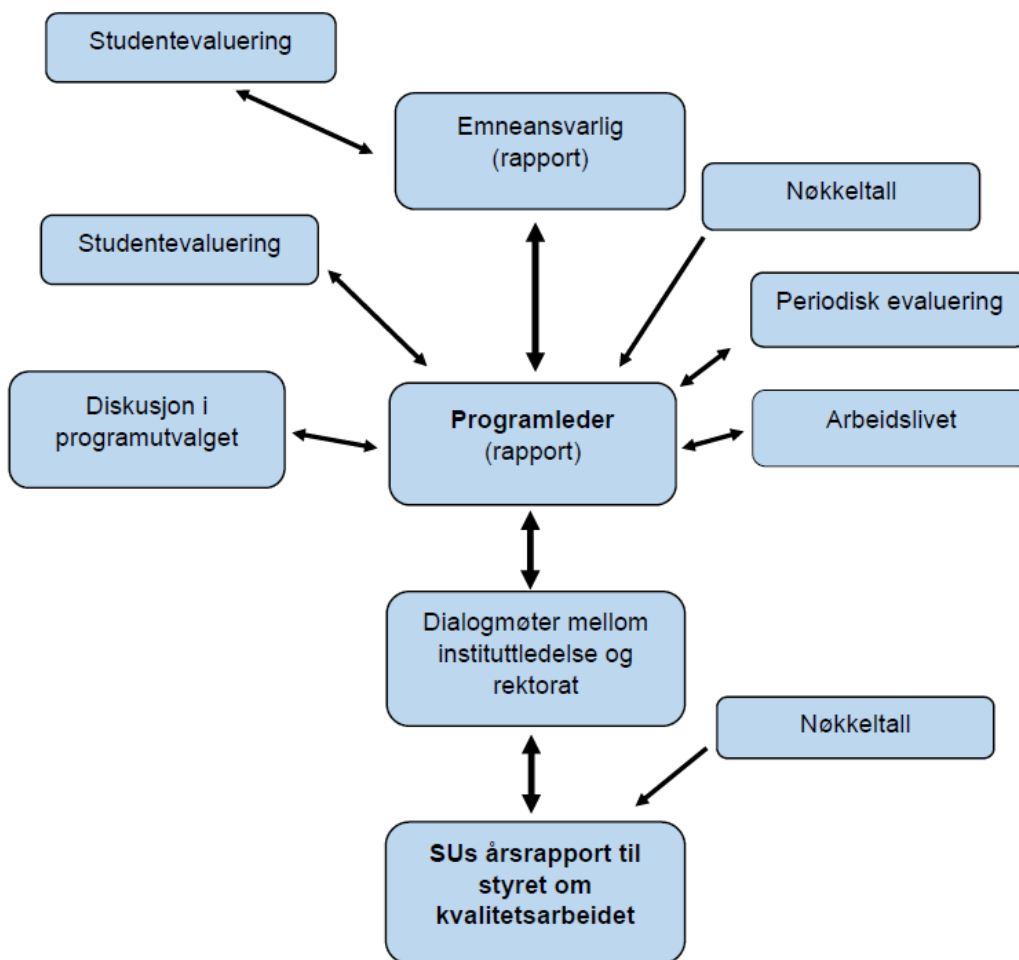 Studentevaluering
Emneansvarlig
(rapport)
Nøkkeltall
Studentevaluering
Periodisk evaluering
Diskusjon i
programutvalget
Programleder
(rapport)
Arbeidslivet
Dialogmøter mellom
instituttledelse og
rektorat
Nøkkeltall
SUs årsrapport til
styret om
kvalitetsarbeidet